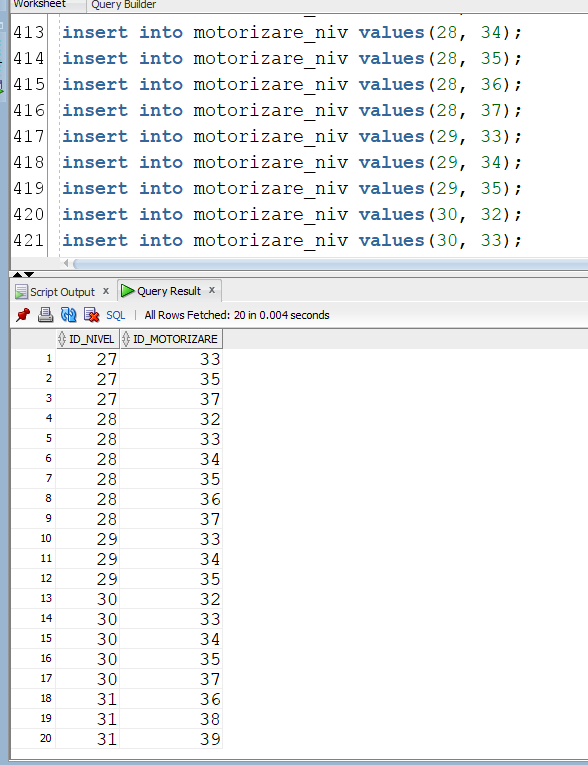 Worksheet Query Builder
413 insert into motorizare_niv values(28, 34);
414 insert into motorizare_niv values(28, 35);
415 insert into motorizare_niv values(28, 36);
416 insert into motorizare_niv values(28, 37);
417 insert into motorizare_niv values(29, 33);
418 insert into motorizare_niv values(29, 34);
419 insert into motorizare_niv values(29, 35);
420 insert into motorizare_niv values(30, 32);
421 insert into motorizare_niv values(30, 33);
Script Output x Query Result x
SQL | All Rows Fetched: 20 in 0.004 seconds
ID_NIVEL ID_MOTORIZARE
1 27 33
2 27 35
3 27 37
4 28 32
5 28 33
6 28 34
7 28 35
8 28 36
9 28 37
10 29 33
11 29 34
12 29 35
13 30 32
14 30 33
15 30 34
16 30 35
17 30 37
18 31 36
19 31 38
20 31 39